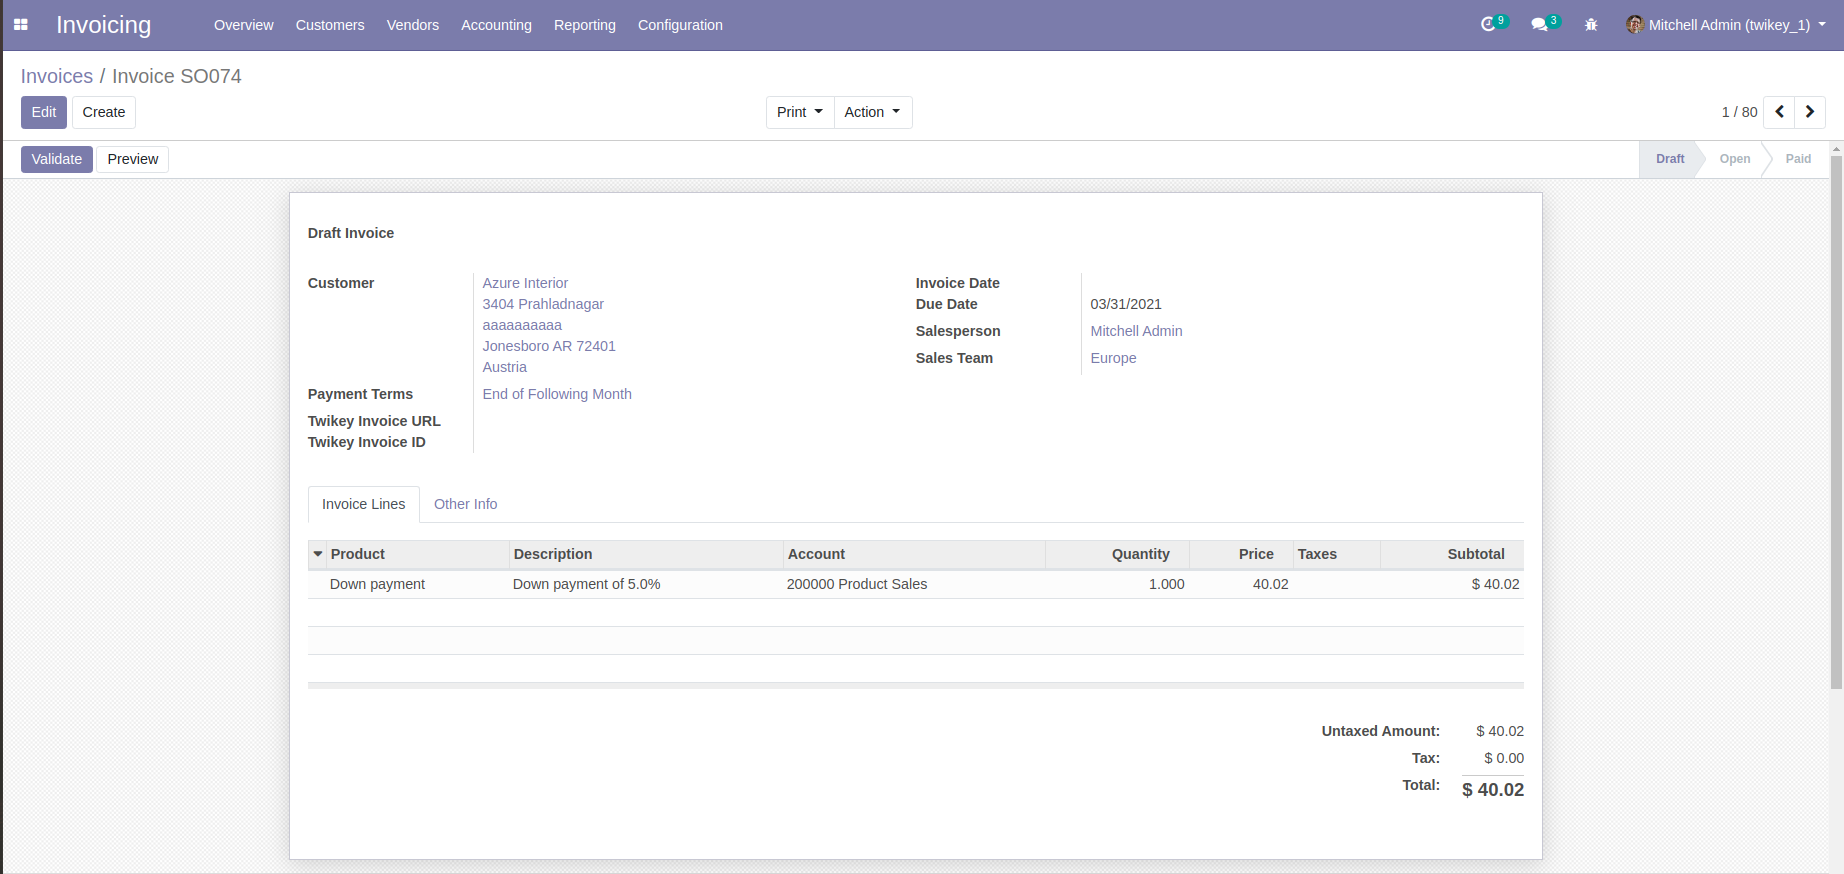 Invoicing
Overview Customers Vendors Accounting Reporting Configuration
9 3 Mitchell Admin (twikey_1)
Invoices / Invoice SO074
Edit Create Print Action 1 / 80
Validate Preview Draft Open Paid
Draft Invoice
Customer Azure Interior
3404 Prahladnagar
aaaaaaaaaa
Jonesboro AR 72401
Austria
Payment Terms End of Following Month
Twikey Invoice URL
Twikey Invoice ID
Invoice Date
Due Date 03/31/2021
Salesperson Mitchell Admin
Sales Team Europe
Invoice Lines Other Info
Product Description Account Quantity Price Taxes Subtotal
Down payment Down payment of 5.0% 200000 Product Sales 1.000 40.02 $ 40.02
Untaxed Amount: $ 40.02
Tax: $ 0.00
Total: $ 40.02